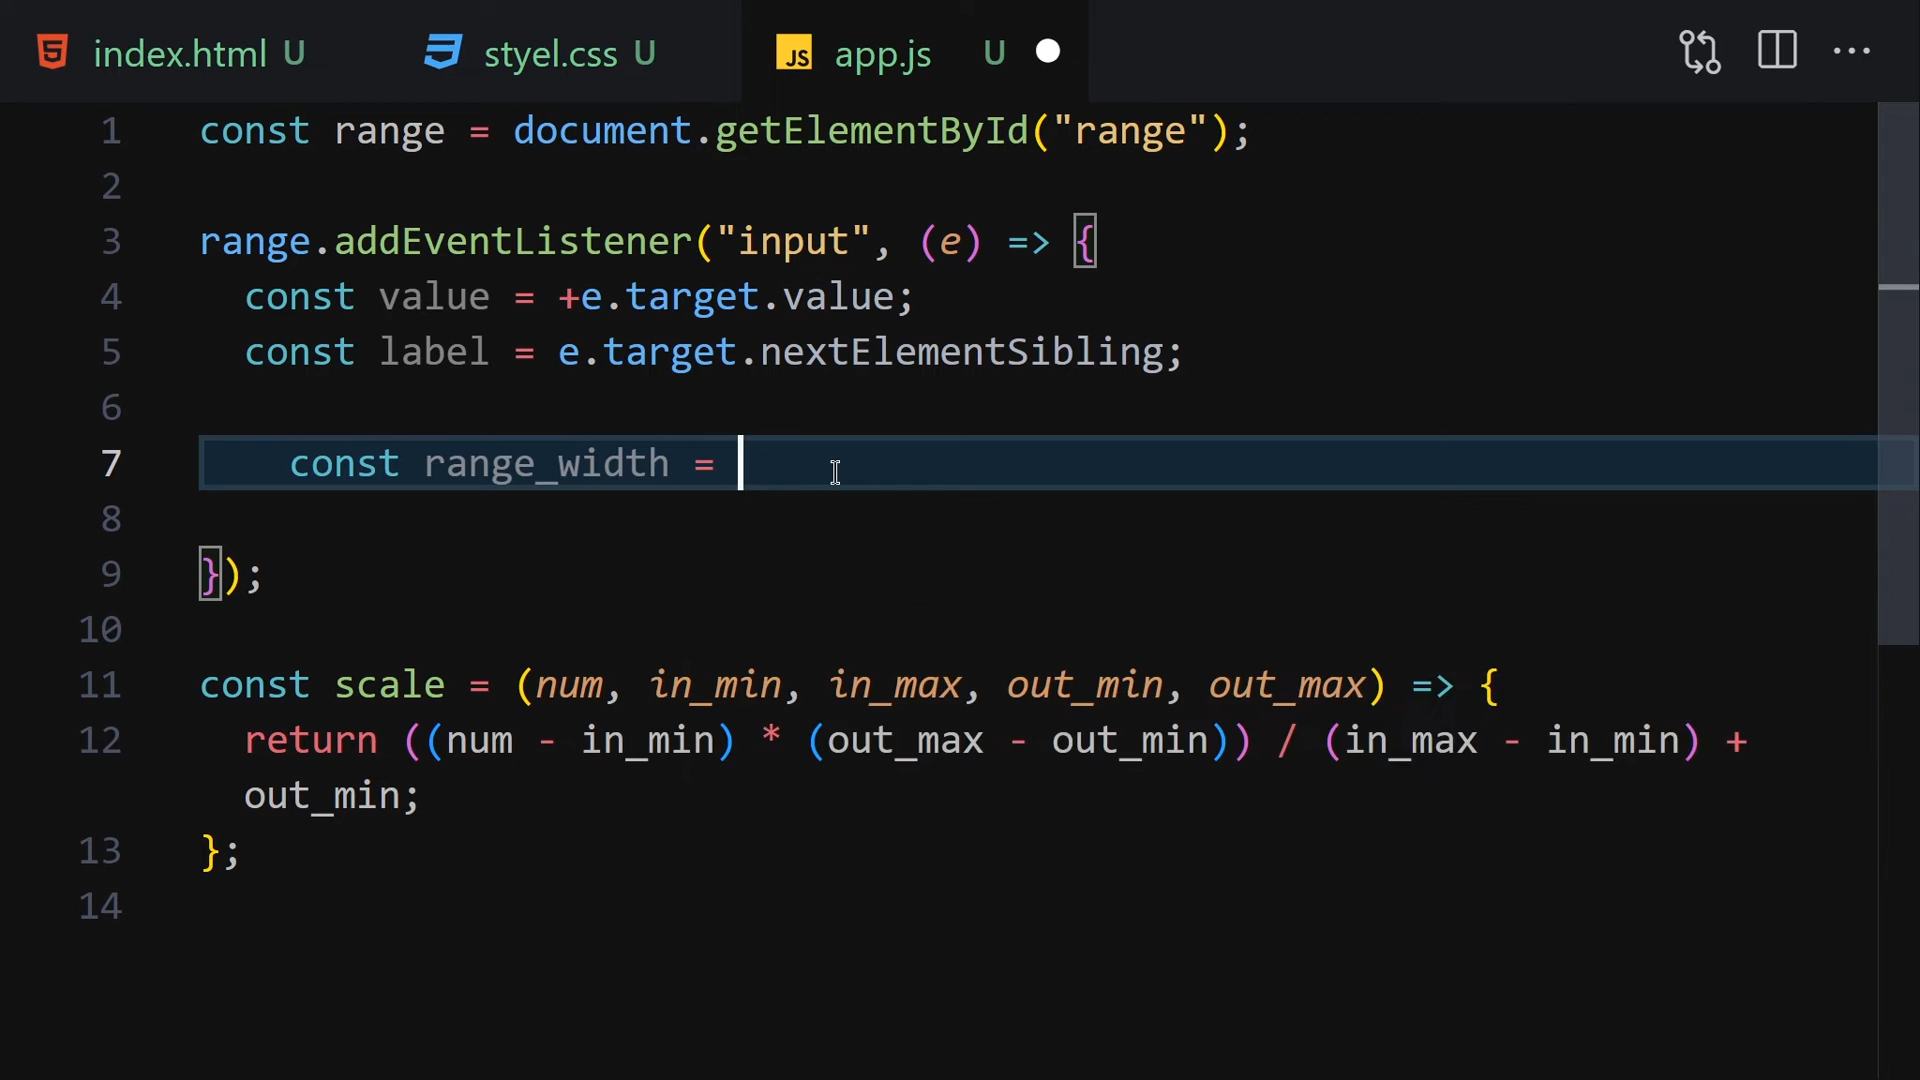 index.html U styel.css U JS app.js U
1 const range = document.getElementById("range");
2
3 range.addEventListener("input", (e) => {
4 const value = +e.target.value;
5 const label = e.target.nextElementSibling;
6
7 const range_width =
8
9 });
10
11 const scale = (num, in_min, in_max, out_min, out_max) => {
12 return ((num - in_min) * (out_max - out_min)) / (in_max - in_min) +
out_min;
13 };
14